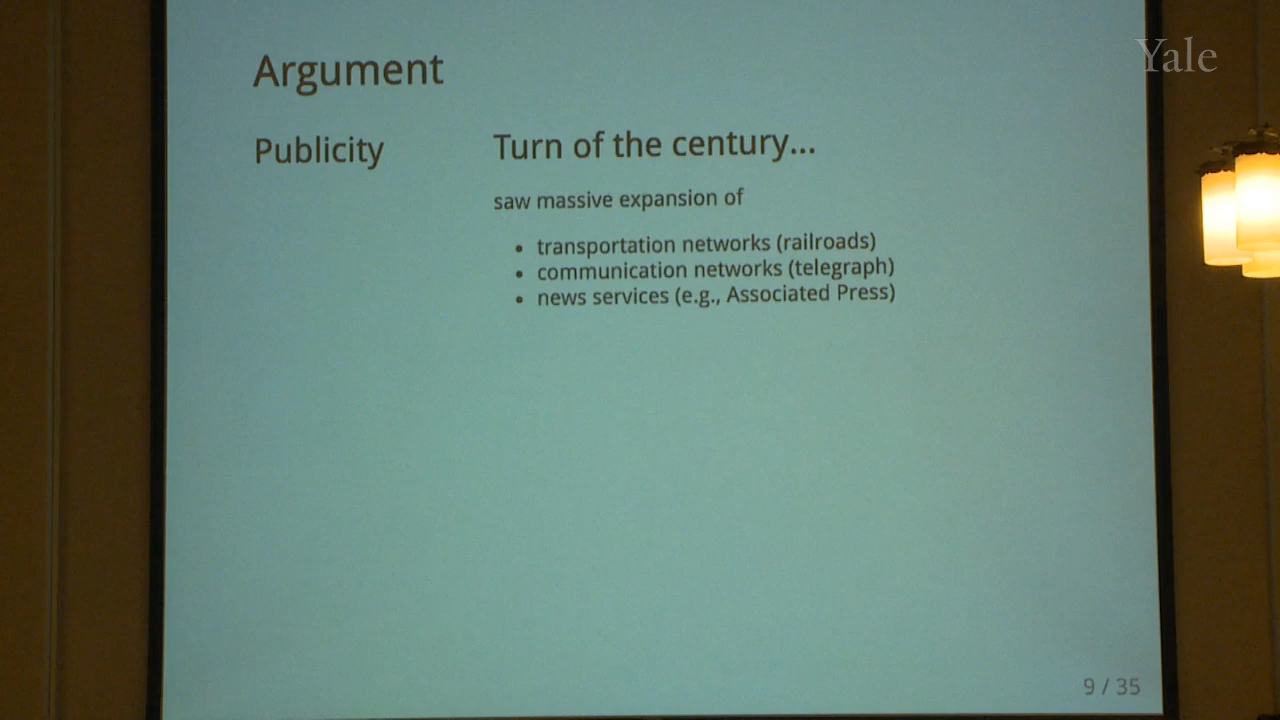 Yale
Argument
Publicity
Turn of the century...
saw massive expansion of
• transportation networks (railroads)
• communication networks (telegraph)
• news services (e.g., Associated Press)
9 / 35